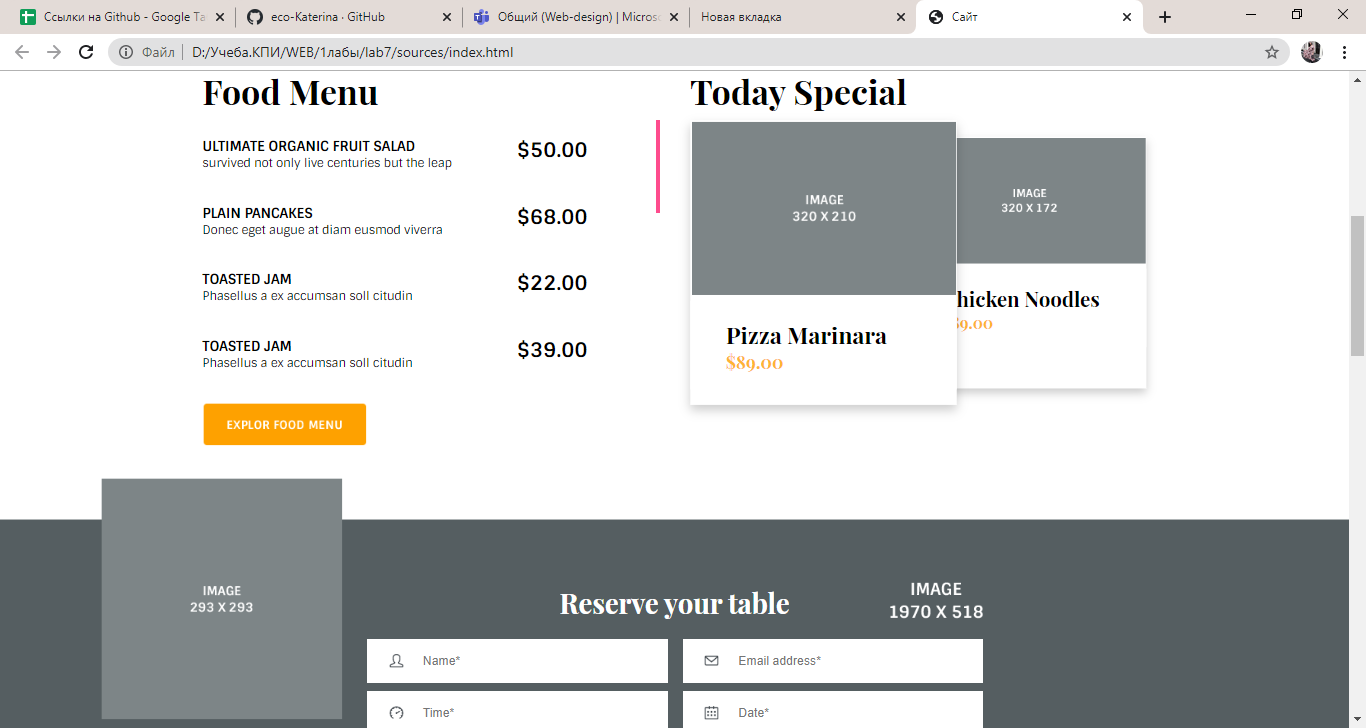 Ссылки на Github - Google Та
eco-Katerina · GitHub
Общий (Web-design) | Microso
Новая вкладка
Сайт
Файл
D:/Учеба.КПИ/WEB/1лабы/lab7/sources/index.html
Food Menu
ULTIMATE ORGANIC FRUIT SALAD
survived not only live centuries but the leap
$50.00
PLAIN PANCAKES
Donec eget augue at diam eusmod viverra
$68.00
TOASTED JAM
Phasellus a ex accumsan soll citudin
$22.00
TOASTED JAM
Phasellus a ex accumsan soll citudin
$39.00
EXPLOR FOOD MENU
Today Special
IMAGE
320 X 210
Pizza Marinara
$89.00
IMAGE
320 X 172
hicken Noodles
69.00
IMAGE
293 X 293
Reserve your table
IMAGE
1970 X 518
Name*
Email address*
Time*
Date*